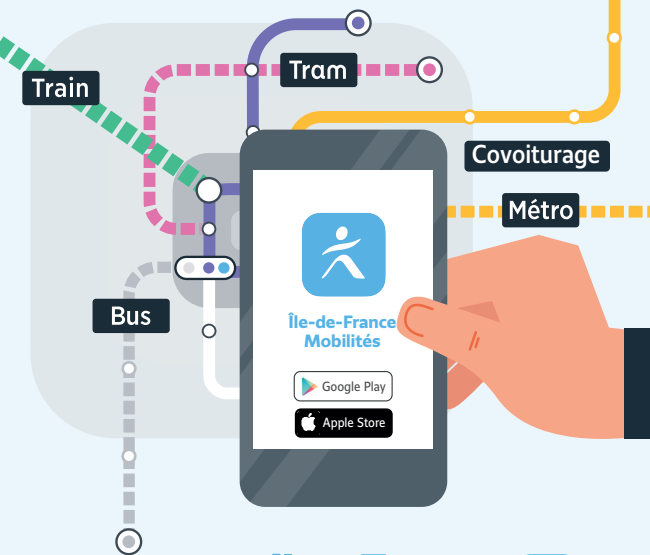 Tram
Train
Covoiturage
Métro
Bus
Île-de-France
Mobilités
Google Play
Apple Store